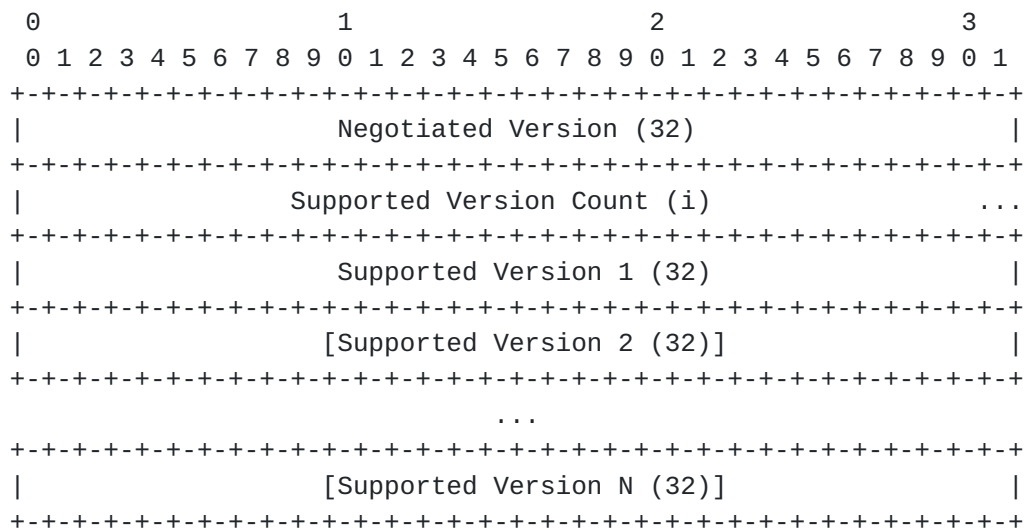 0                   1                   2                   3
 0 1 2 3 4 5 6 7 8 9 0 1 2 3 4 5 6 7 8 9 0 1 2 3 4 5 6 7 8 9 0 1
+-+-+-+-+-+-+-+-+-+-+-+-+-+-+-+-+-+-+-+-+-+-+-+-+-+-+-+-+-+-+-+-+
|                    Negotiated Version (32)                    |
+-+-+-+-+-+-+-+-+-+-+-+-+-+-+-+-+-+-+-+-+-+-+-+-+-+-+-+-+-+-+-+-+
|                 Supported Version Count (i)                 ...
+-+-+-+-+-+-+-+-+-+-+-+-+-+-+-+-+-+-+-+-+-+-+-+-+-+-+-+-+-+-+-+-+
|                    Supported Version 1 (32)                   |
+-+-+-+-+-+-+-+-+-+-+-+-+-+-+-+-+-+-+-+-+-+-+-+-+-+-+-+-+-+-+-+-+
|                   [Supported Version 2 (32)]                  |
+-+-+-+-+-+-+-+-+-+-+-+-+-+-+-+-+-+-+-+-+-+-+-+-+-+-+-+-+-+-+-+-+
                               ...
+-+-+-+-+-+-+-+-+-+-+-+-+-+-+-+-+-+-+-+-+-+-+-+-+-+-+-+-+-+-+-+-+
|                   [Supported Version N (32)]                  |
+-+-+-+-+-+-+-+-+-+-+-+-+-+-+-+-+-+-+-+-+-+-+-+-+-+-+-+-+-+-+-+-+